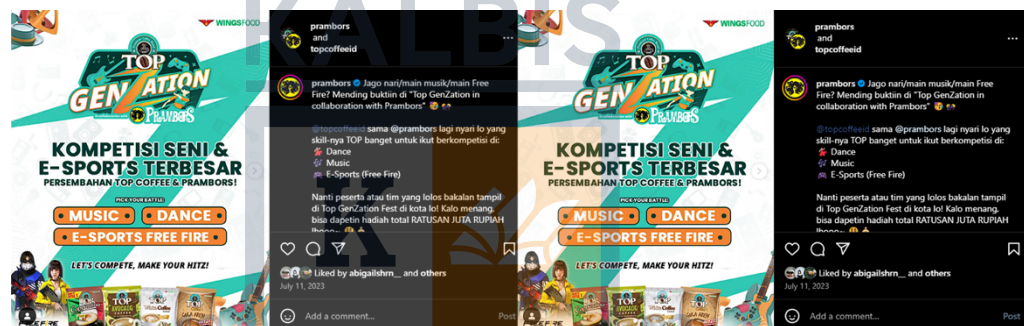 KALBIS
WINGSFOOD
TOP
GENZATION
PRAMBORS
KOMPETISI SENI &
E-SPORTS TERBESAR
PERSEMBAHAN TOP COFFEE & PRAMBORS!
PICK YOUR BATTLE!
MUSIC
DANCE
E-SPORTS FREE FIRE
LET'S COMPETE, MAKE YOUR HITZ!
TOP
TOP
TOP
TOP
prambors
and
topcoffeeid
prambors Jago nari/main musik/main Free
Fire? Mending buktiin di "Top GenZation in
collaboration with Prambors"
@topcoffeeid sama @prambors lagi nyari lo yang
skill-nya TOP banget untuk ikut berkompetisi di:
Dance
Music
E-Sports (Free Fire)
Nanti peserta atau tim yang lolos bakalan tampil
di Top GenZation Fest di kota lo! Kalo menang,
bisa dapetin hadiah total RATUSAN JUTA RUPIAH
Liked by abigailshrn__ and others
July 11, 2023
Add a comment...
Post
K
WINGSFOOD
TOP
GENZATION
PRAMBORS
KOMPETISI SENI &
E-SPORTS TERBESAR
PERSEMBAHAN TOP COFFEE & PRAMBORS!
PICK YOUR BATTLE!
MUSIC
DANCE
E-SPORTS FREE FIRE
LET'S COMPETE, MAKE YOUR HITZ!
TOP
TOP
TOP
TOP
prambors
and
topcoffeeid
prambors Jago nari/main musik/main Free
Fire? Mending buktiin di "Top GenZation in
collaboration with Prambors"
@topcoffeeid sama @prambors lagi nyari lo yang
skill-nya TOP banget untuk ikut berkompetisi di:
Dance
Music
E-Sports (Free Fire)
Nanti peserta atau tim yang lolos bakalan tampil
di Top GenZation Fest di kota lo! Kalo menang,
bisa dapetin hadiah total RATUSAN JUTA RUPIAH
Liked by abigailshrn__ and others
July 11, 2023
Add a comment...
Post